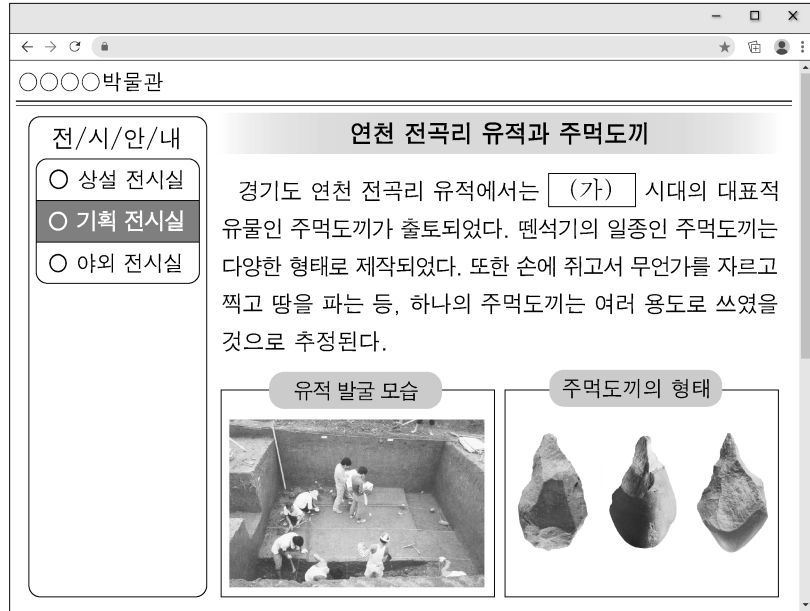 ○○○○박물관
전/시/안/내
○ 상설 전시실
○ 기획 전시실
○ 야외 전시실
연천 전곡리 유적과 주먹도끼
경기도 연천 전곡리 유적에서는 (가) 시대의 대표적
유물인 주먹도끼가 출토되었다. 뗀석기의 일종인 주먹도끼는
다양한 형태로 제작되었다. 또한 손에 쥐고서 무언가를 자르고
찍고 땅을 파는 등, 하나의 주먹도끼는 여러 용도로 쓰였을
것으로 추정된다.
유적 발굴 모습
주먹도끼의 형태